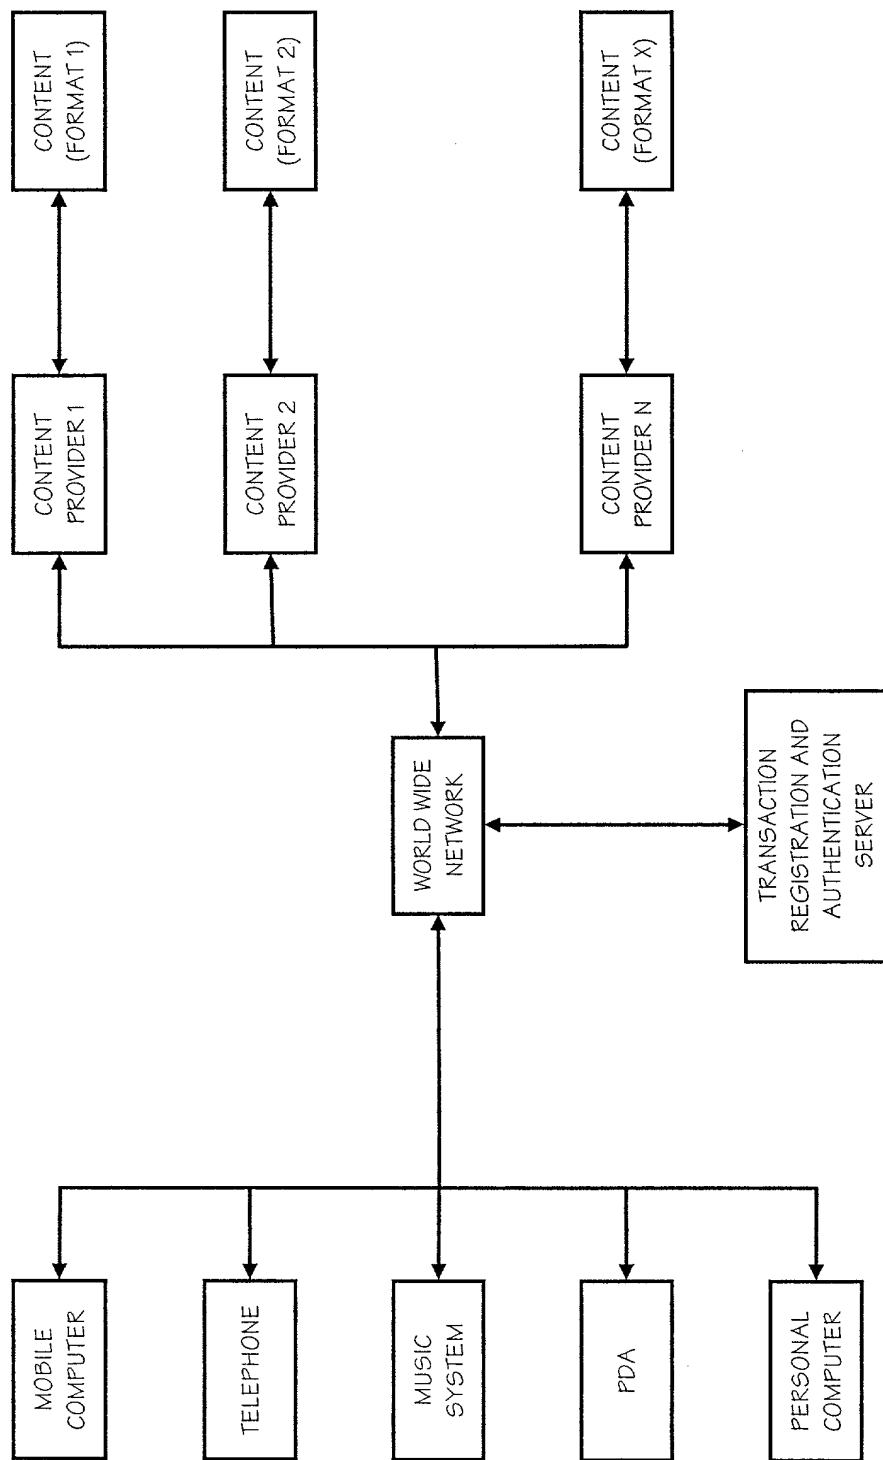 MOBILE
COMPUTER
TELEPHONE
MUSIC
SYSTEM
PDA
PERSONAL
COMPUTER
WORLD WIDE
NETWORK
TRANSACTION
REGISTRATION AND
AUTHENTICATION
SERVER
CONTENT
PROVIDER 1
CONTENT
PROVIDER 2
CONTENT
PROVIDER N
CONTENT
(FORMAT 1)
CONTENT
(FORMAT 2)
CONTENT
(FORMAT X)